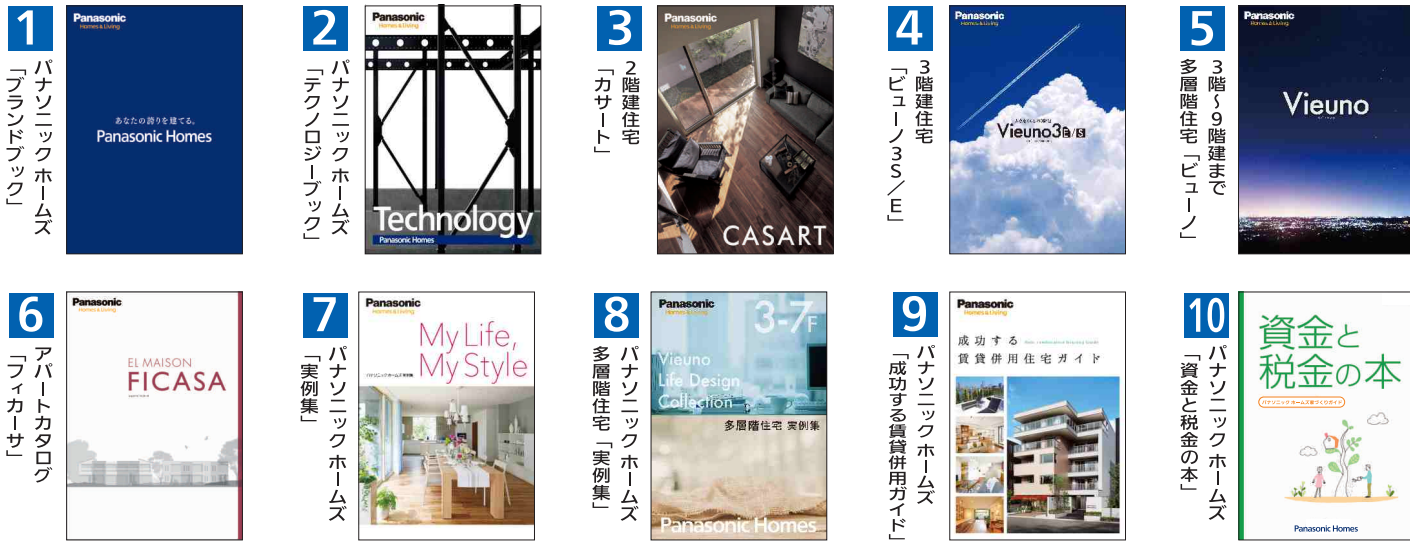 1
パナソニック ホームズ
「ブランドブック」
Panasonic
Homes & Living
あなたの誇りを建てる。
Panasonic Homes
2
パナソニック ホームズ
「テクノロジーブック」
Panasonic
Homes & Living
Technology
Panasonic Homes
3
2階建住宅
「カサート」
Panasonic
CASART
4
3階建住宅
「ビューノ3S/E」
Panasonic
Homes & Living
Vieuno3E/S
5
3階~9階建まで
多層階住宅「ビューノ」
Panasonic
Homes & Living
Vieuno
6
アパートカタログ
「フィカーサ」
Panasonic
Homes & Living
EL MAISON
FICASA
7
パナソニック ホームズ
「実例集」
Panasonic
Homes & Living
My Life,
My Style
パナソニック ホームズ 実例集
8
パナソニック ホームズ
多層階住宅「実例集」
Panasonic
Homes & Living
3-7F
Vieuno
Life Design
Collection
多層階住宅 実例集
Panasonic Homes
9
パナソニック ホームズ
「成功する賃貸併用ガイド」
Panasonic
Homes & Living
成功する
賃貸併用住宅ガイド
10
パナソニック ホームズ
「資金と税金の本」
資金と
税金の本
パナソニック ホームズ家づくりガイド
Panasonic Homes